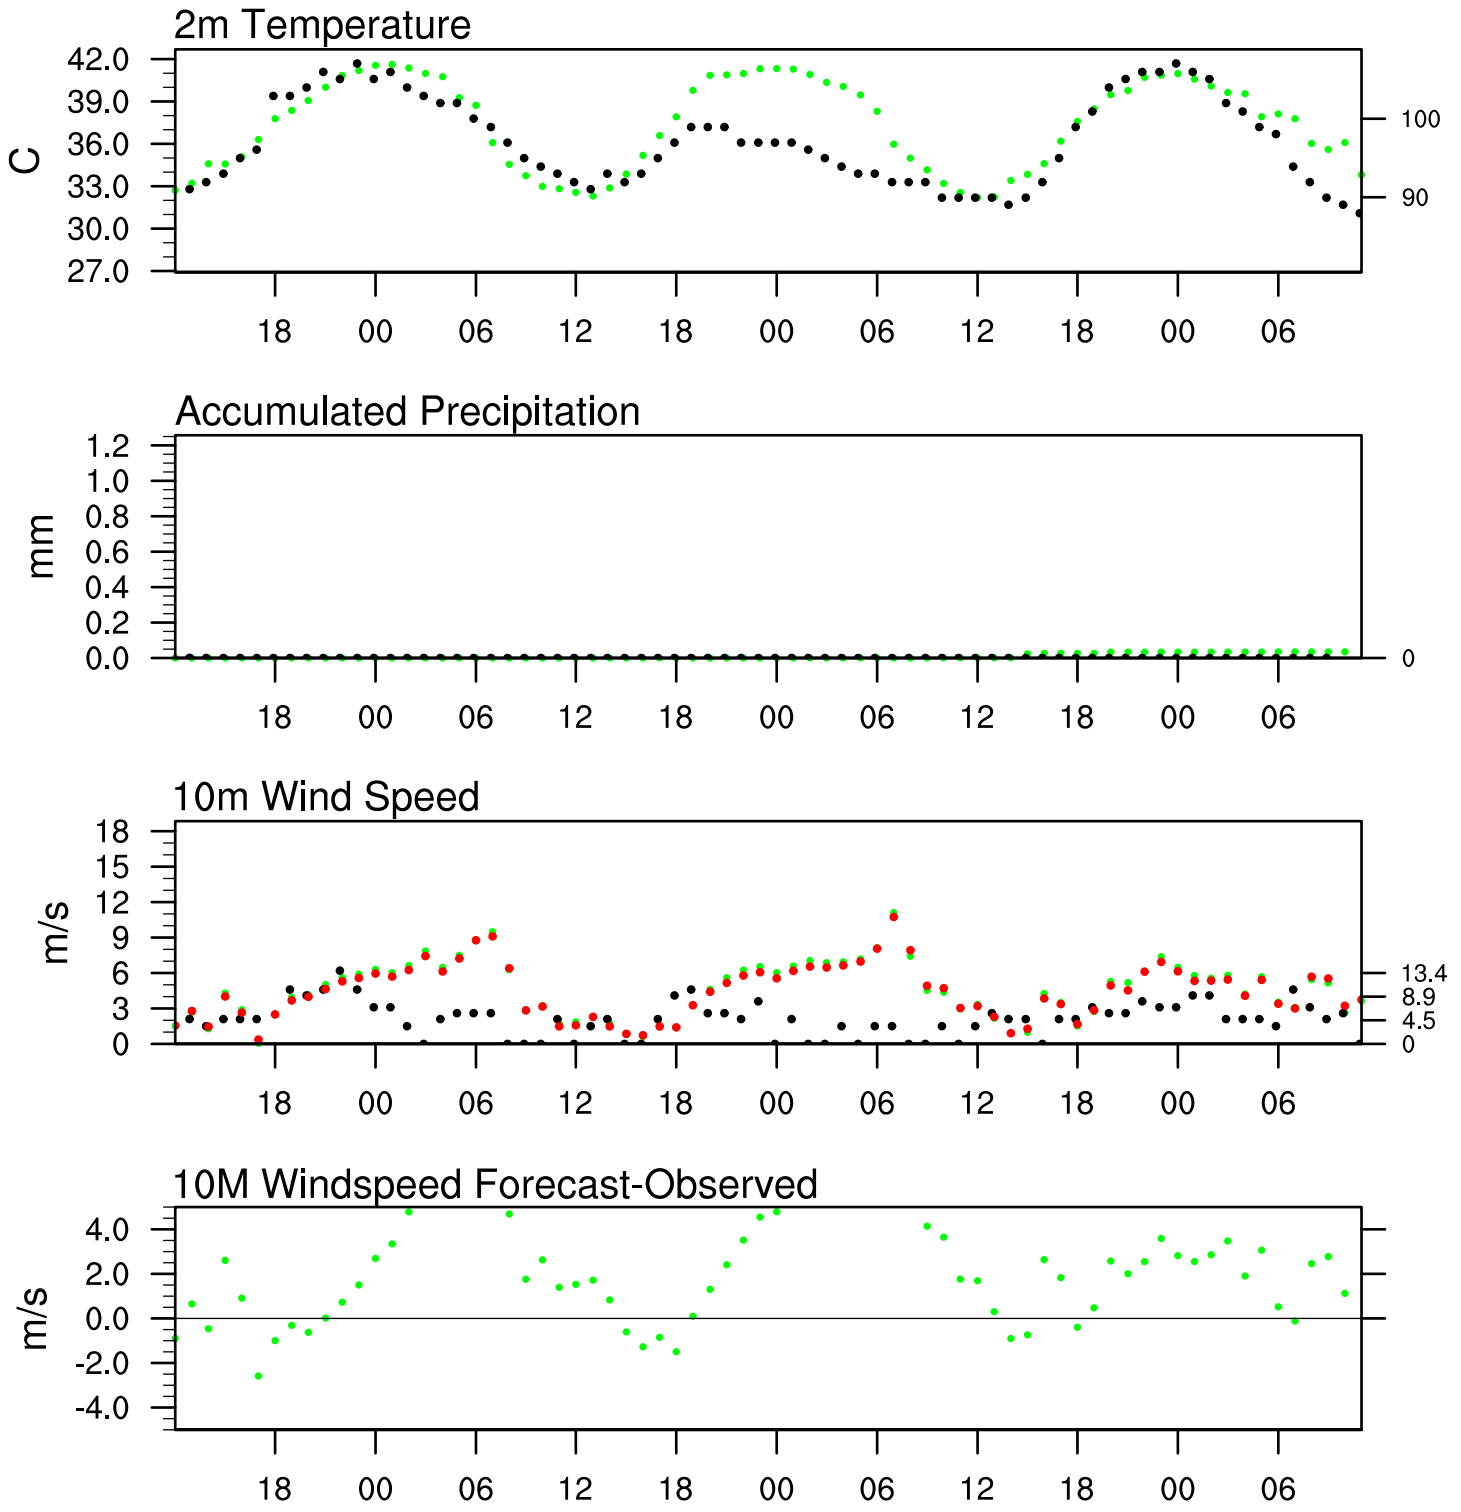 2m Temperature
42.0
39.0
36.0
33.0
30.0
27.0
C
100
90
18 00 06 12 18 00 06 12 18 00 06
Accumulated Precipitation
1.2
1.0
0.8
0.6
0.4
0.2
0.0
mm
0
18 00 06 12 18 00 06 12 18 00 06
10m Wind Speed
18
15
12
9
6
3
0
m/s
13.4
8.9
4.5
0
18 00 06 12 18 00 06 12 18 00 06
10M Windspeed Forecast-Observed
4.0
2.0
0.0
-2.0
-4.0
m/s
18 00 06 12 18 00 06 12 18 00 06